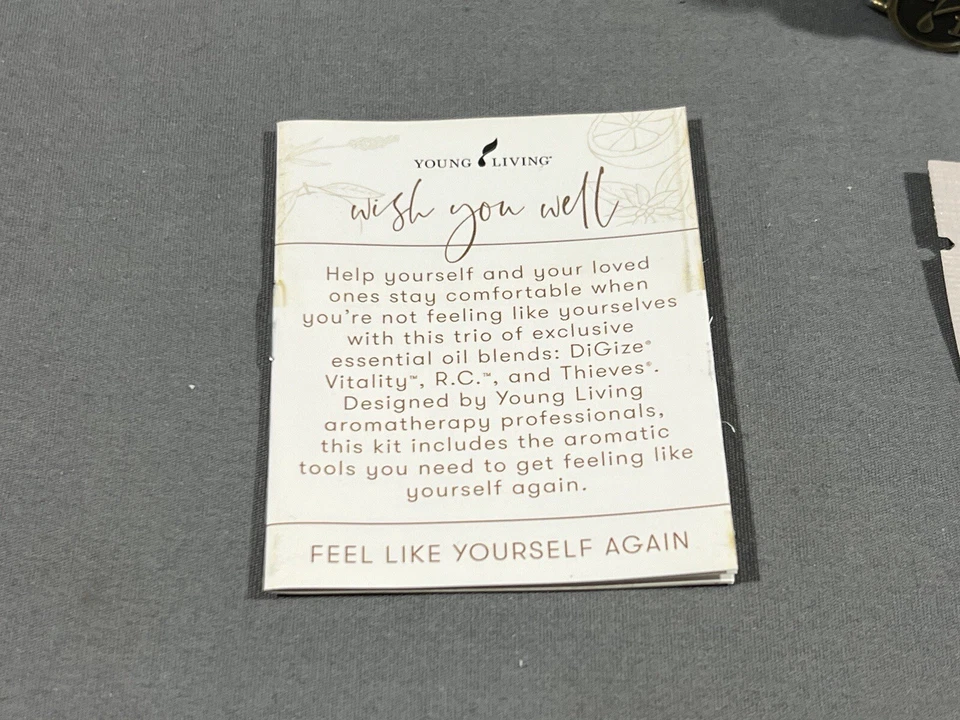 YOUNG LIVING®
wish you well
Help yourself and your loved
ones stay comfortable when
you're not feeling like yourselves
with this trio of exclusive
essential oil blends: DiGize®
Vitality™, R.C.™, and Thieves®.
Designed by Young Living
aromatherapy professionals,
this kit includes the aromatic
tools you need to get feeling like
yourself again.
FEEL LIKE YOURSELF AGAIN